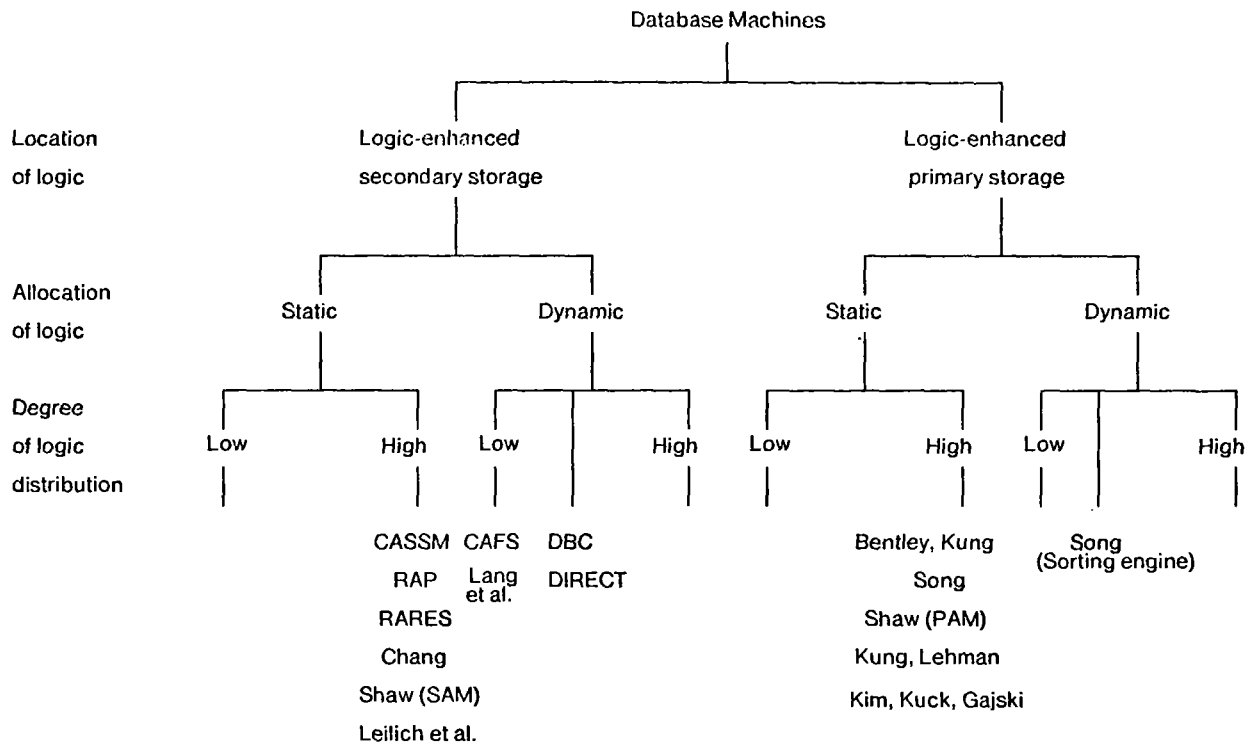 Database Machines
Location Logic-enhanced Logic-enhanced
of logic secondary storage primary storage
Allocation
Static Dynamic Static Dynamic
of logic
Degree
of logic Low High Low High Low High Low High
distribution
CASSM CAFS DBC Bentley, Kung Song
(Sorting engine)
RAP Lang et al. DIRECT Song
RARES Shaw (PAM)
Chang Kung, Lehman
Shaw (SAM) Kim, Kuck, Gajski
Leilich et al.